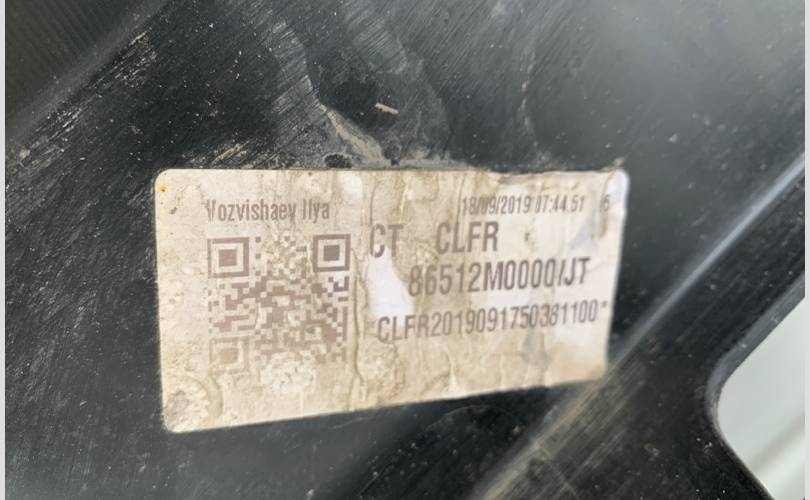 Vozvishaev Ilya 18/09/2019 07:44:51
CT CLFR
86512M0000/JT
*CLFR2019091750381100*